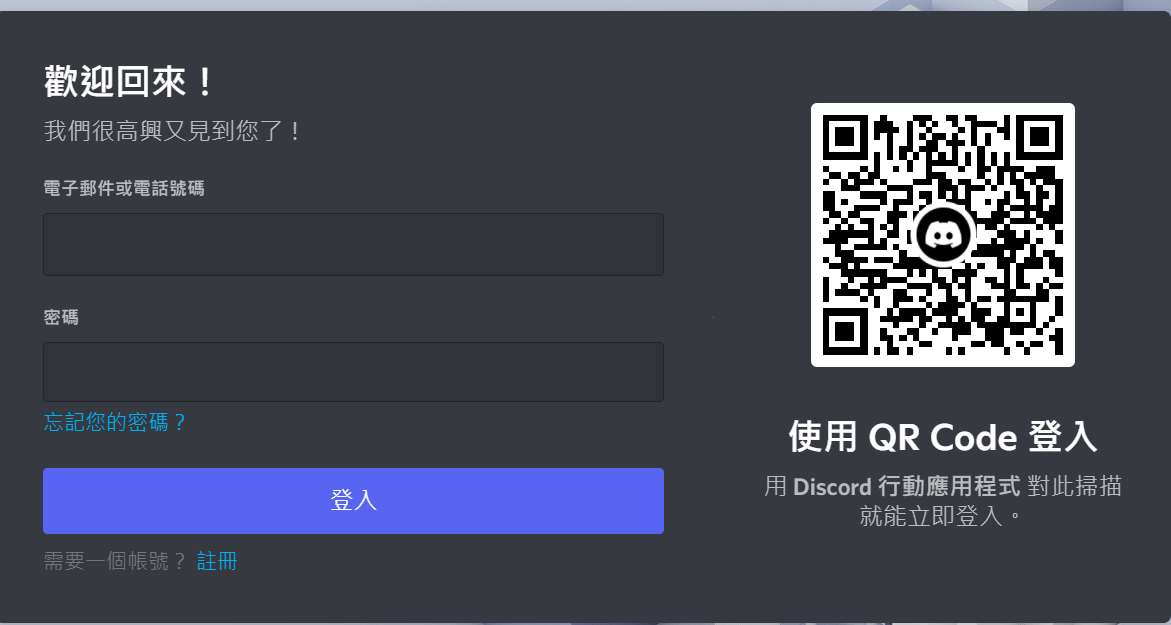 歡迎回來！
我們很高興又見到您了！
電子郵件或電話號碼
密碼
忘記您的密碼？
登入
需要一個帳號？ 註冊
使用 QR Code 登入
用 Discord 行動應用程式 對此掃描
就能立即登入。